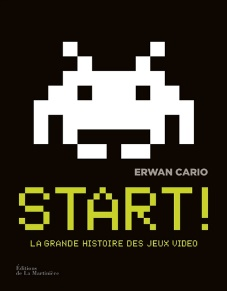 ERWAN CARIO
START!
LA GRANDE HISTOIRE DES JEUX VIDEO
Éditions
de La Martinière